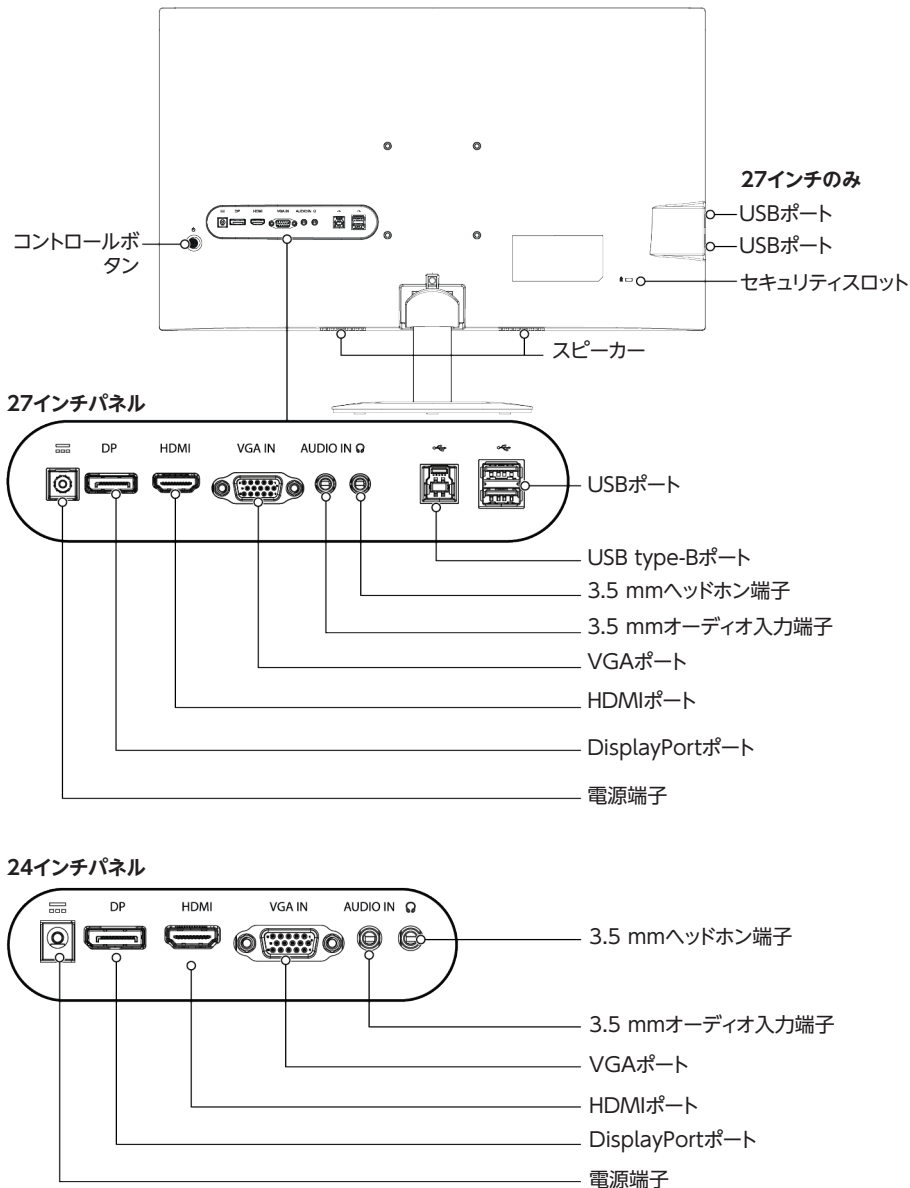 27インチのみ
USBポート
USBポート
コントロールボ
タン
セキュリティスロット
DP HDMI VGA IN AUDIO IN
スピーカー
27インチパネル
DP HDMI VGA IN AUDIO IN
USBポート
USB type-Bポート
3.5 mmヘッドホン端子
3.5 mmオーディオ入力端子
VGAポート
HDMIポート
DisplayPortポート
電源端子
24インチパネル
DP HDMI VGA IN AUDIO IN
3.5 mmヘッドホン端子
3.5 mmオーディオ入力端子
VGAポート
HDMIポート
DisplayPortポート
電源端子